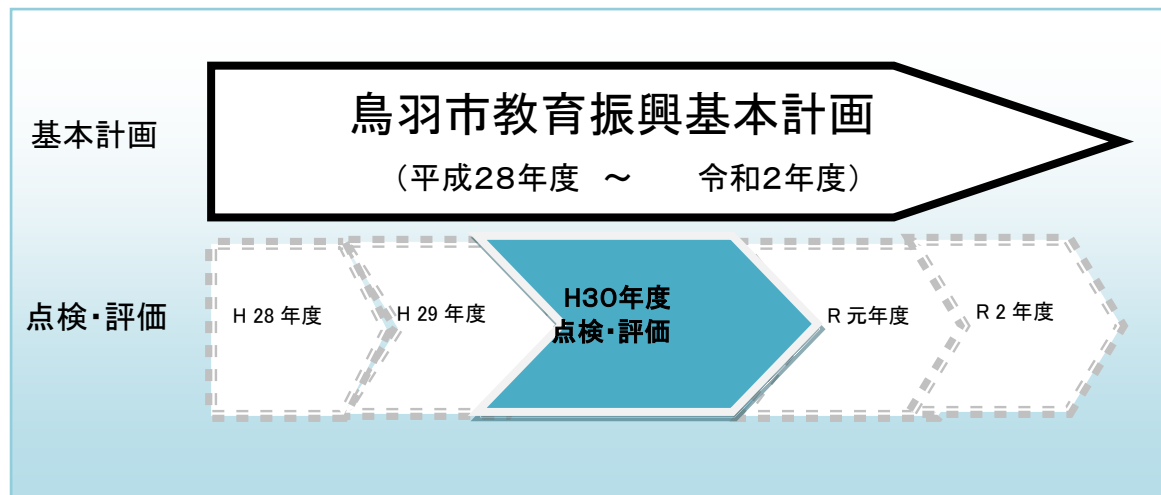 基本計画
鳥羽市教育振興基本計画
（平成28年度 ～ 令和2年度）
点検・評価
H 28 年度
H 29 年度
H30年度
点検・評価
R 元年度
R 2 年度